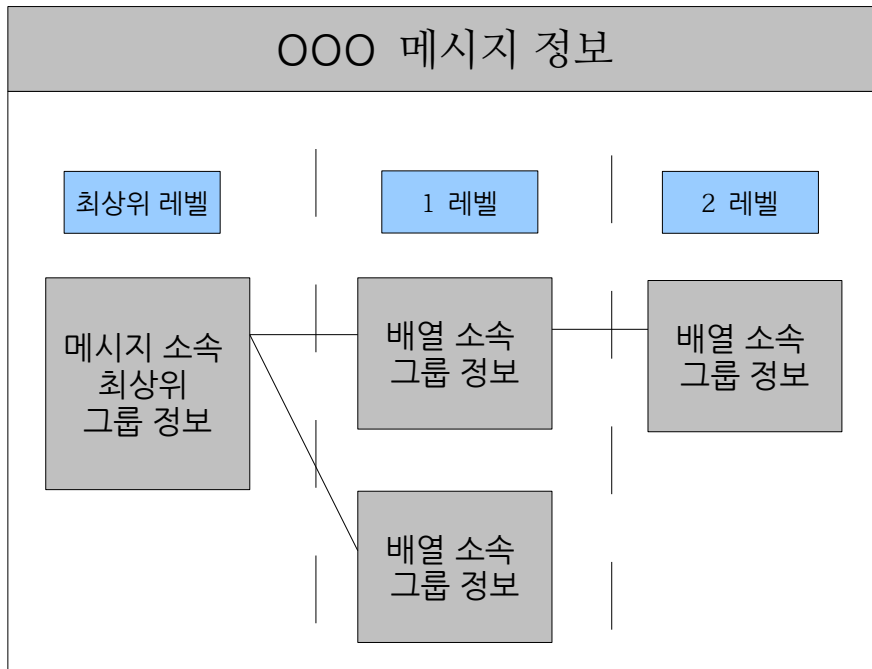 OOO 메시지 정보
최상위 레벨
1 레벨
2 레벨
메시지 소속
최상위
그룹 정보
배열 소속
그룹 정보
배열 소속
그룹 정보
배열 소속
그룹 정보